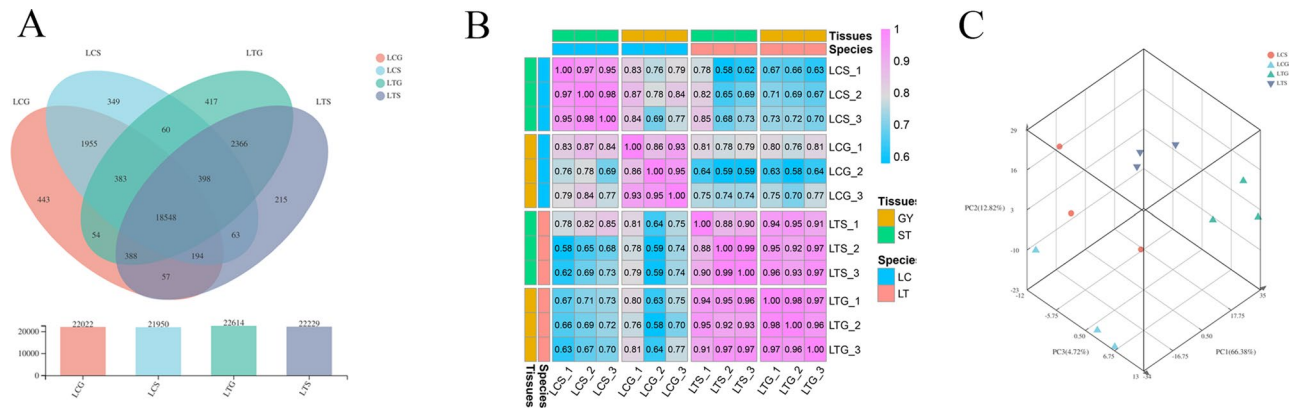 A
LCS
LTG
LCG
LTS
LCG
LCS
LTG
LTS
349
417
60
1955
2366
383
398
443
215
18548
54
63
388
194
57
22022
21950
22614
22229
20000
10000
0
LCG
LCS
LTG
LTS
B
Tissues
Species
1.00 0.97 0.95 0.83 0.76 0.79 0.78 0.58 0.62 0.67 0.66 0.63 LCS_1
0.97 1.00 0.98 0.87 0.78 0.84 0.82 0.65 0.69 0.71 0.69 0.67 LCS_2
0.95 0.98 1.00 0.84 0.69 0.77 0.85 0.68 0.73 0.73 0.72 0.70 LCS_3
0.83 0.87 0.84 1.00 0.86 0.93 0.81 0.78 0.79 0.80 0.76 0.81 LCG_1
0.76 0.78 0.69 0.86 1.00 0.95 0.64 0.59 0.59 0.63 0.58 0.64 LCG_2
0.79 0.84 0.77 0.93 0.95 1.00 0.75 0.74 0.74 0.75 0.70 0.77 LCG_3
0.78 0.82 0.85 0.81 0.64 0.75 1.00 0.88 0.90 0.94 0.95 0.91 LTS_1
0.58 0.65 0.68 0.78 0.59 0.74 0.88 1.00 0.99 0.95 0.92 0.97 LTS_2
0.62 0.69 0.73 0.79 0.59 0.74 0.90 0.99 1.00 0.96 0.93 0.97 LTS_3
0.67 0.71 0.73 0.80 0.63 0.75 0.94 0.95 0.96 1.00 0.98 0.97 LTG_1
0.66 0.69 0.72 0.76 0.58 0.70 0.95 0.92 0.93 0.98 1.00 0.96 LTG_2
0.63 0.67 0.70 0.81 0.64 0.77 0.91 0.97 0.97 0.97 0.96 1.00 LTG_3
Tissues
Species
LCS_1
LCS_2
LCS_3
LCG_1
LCG_2
LCG_3
LTS_1
LTS_2
LTS_3
LTG_1
LTG_2
LTG_3
1
0.9
0.8
0.7
0.6
Tissues
GY
ST
Species
LC
LT
C
LCS
LCG
LTG
LTS
29
16
PC2(12.82%)
3
-10
-23
-12
-3.75
0.50
PC3(4.72%)
6.75
13
-34
-16.75
0.50
PC1(66.38%)
17.75
35